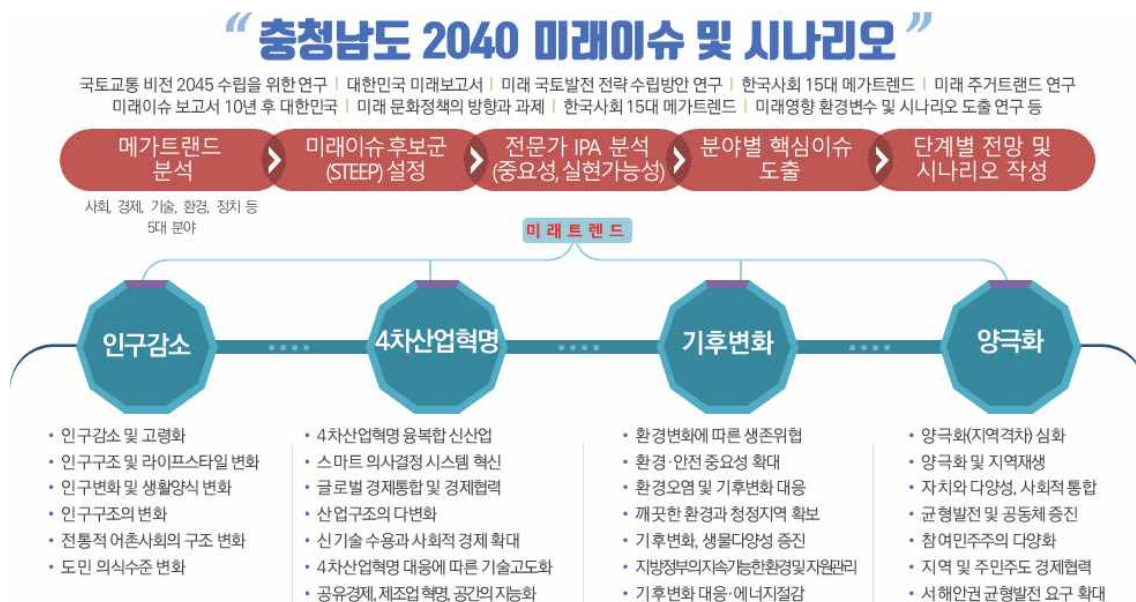 “ 충청남도 2040 미래이슈 및 시나리오 ”
국토교통 비전 2045 수립을 위한 연구 | 대한민국 미래보고서 | 미래 국토발전 전략 수립방안 연구 | 한국사회 15대 메가트렌드 | 미래 주거트랜드 연구
미래이슈 보고서 10년 후 대한민국 | 미래 문화정책의 방향과 과제 | 한국사회 15대 메가트렌드 | 미래영향 환경변수 및 시나리오 도출 연구 등
메가트랜드
분석
미래이슈 후보군
(STEEP) 설정
전문가 IPA 분석
(중요성, 실현가능성)
분야별 핵심이슈
도출
단계별 전망 및
시나리오 작성
사회, 경제, 기술, 환경, 정치 등
5대 분야
미래트렌드
인구감소
4차산업혁명
기후변화
양극화
• 인구감소 및 고령화
• 인구구조 및 라이프스타일 변화
• 인구변화 및 생활양식 변화
• 인구구조의 변화
• 전통적 어촌사회의 구조 변화
• 도민 의식수준 변화
• 4차산업혁명 융복합 신산업
• 스마트 의사결정 시스템 혁신
• 글로벌 경제통합 및 경제협력
• 산업구조의 다변화
• 신기술 수용과 사회적 경제 확대
• 4차산업혁명 대응에 따른 기술고도화
• 공유경제, 제조업 혁명, 공간의 지능화
• 환경변화에 따른 생존위협
• 환경·안전 중요성 확대
• 환경오염 및 기후변화 대응
• 깨끗한 환경과 청정지역 확보
• 기후변화, 생물다양성 증진
• 지방정부의 지속가능한 환경 및 자원관리
• 기후변화 대응·에너지절감
• 양극화(지역격차) 심화
• 양극화 및 지역재생
• 자치와 다양성, 사회적 통합
• 균형발전 및 공동체 증진
• 참여민주주의 다양화
• 지역 및 주민주도 경제협력
• 서해안권 균형발전 요구 확대